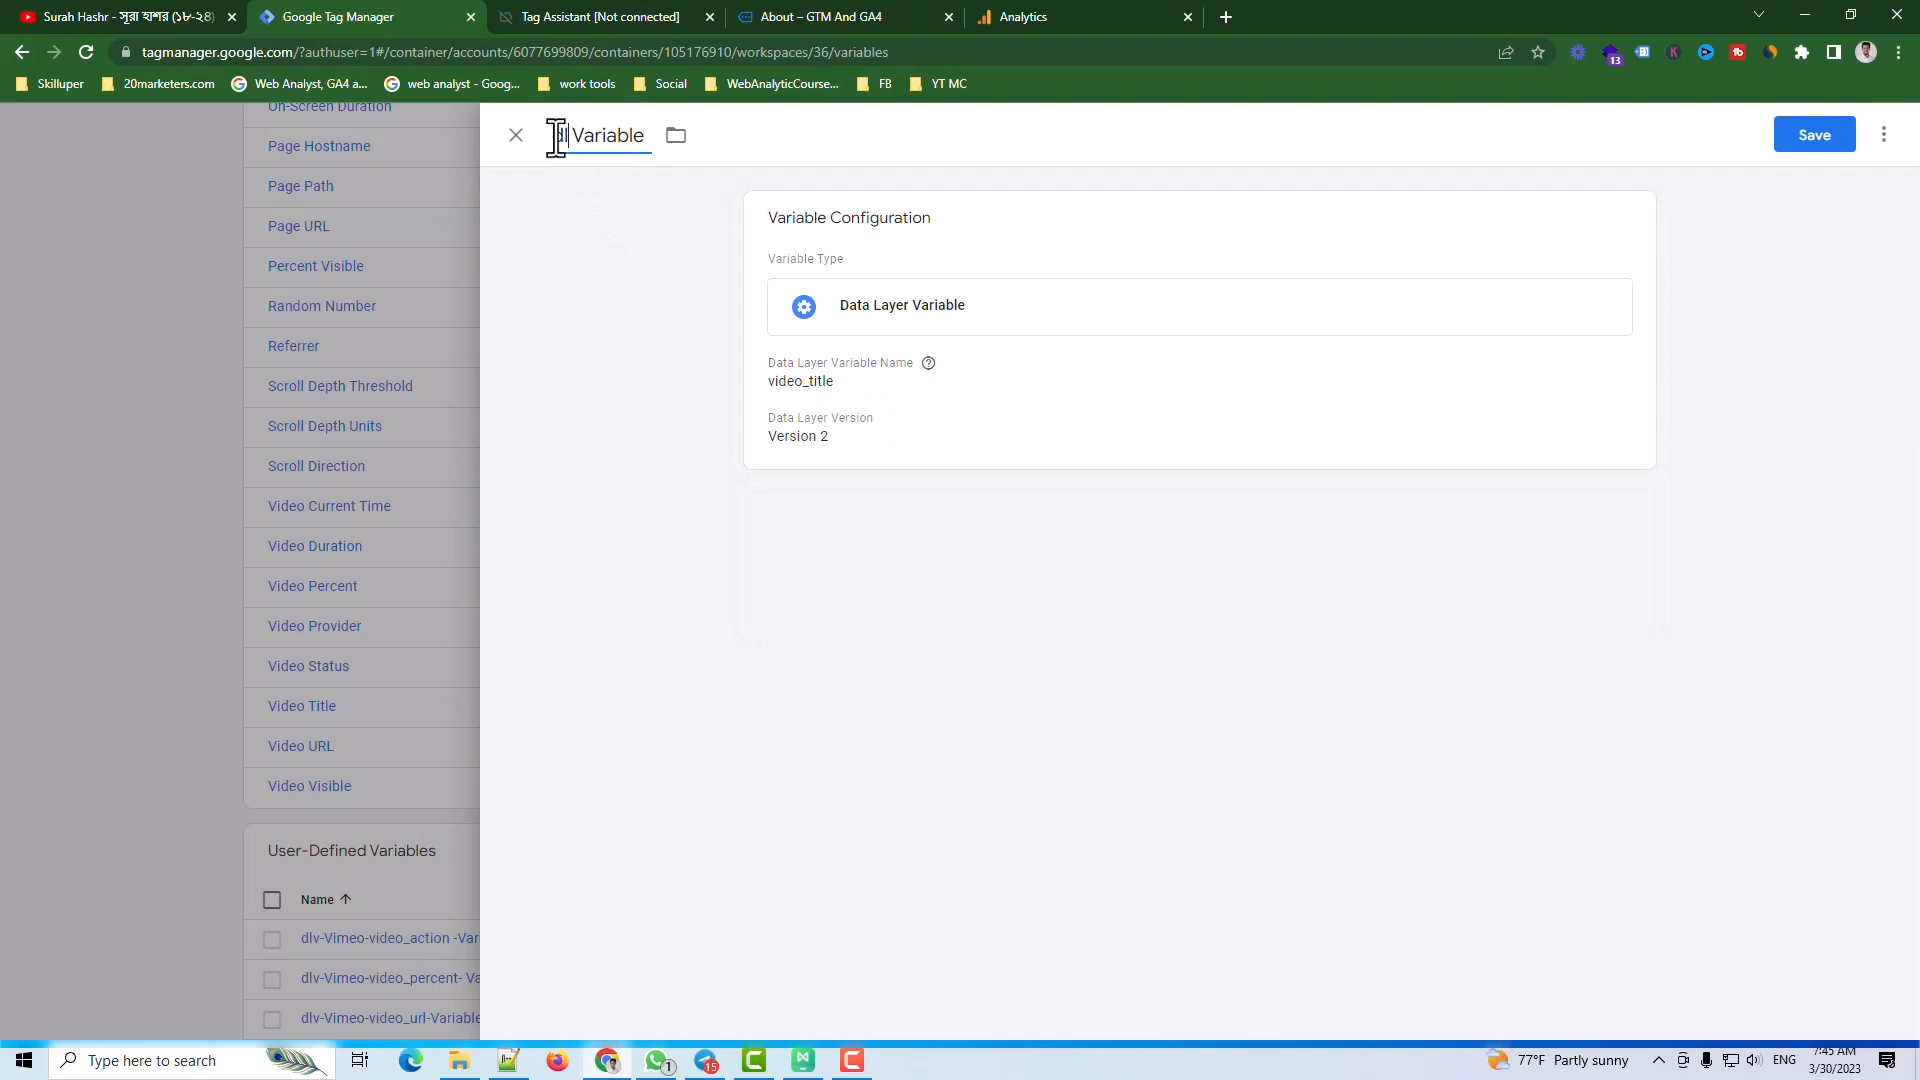 Surah Hashr - সূরা হাশর (১৮-২৪)
Google Tag Manager
Tag Assistant [Not connected]
About – GTM And GA4
Analytics
tagmanager.google.com/?authuser=1#/container/accounts/6077699809/containers/105176910/workspaces/36/variables
13
Skilluper
20marketers.com
Web Analyst, GA4 a...
web analyst - Goog...
work tools
Social
WebAnalyticCourse...
FB
YT MC
On-Screen Duration
Page Hostname
Page Path
Page URL
Percent Visible
Random Number
Referrer
Scroll Depth Threshold
Scroll Depth Units
Scroll Direction
Video Current Time
Video Duration
Video Percent
Video Provider
Video Status
Video Title
Video URL
Video Visible
User-Defined Variables
Name
dlv-Vimeo-video_action -Var
dlv-Vimeo-video_percent- Va
dlv-Vimeo-video_url-Variable
dl Variable
Save
Variable Configuration
Variable Type
Data Layer Variable
Data Layer Variable Name
video_title
Data Layer Version
Version 2
Type here to search
1
15
77°F Partly sunny
ENG
7:45 AM
3/30/2023